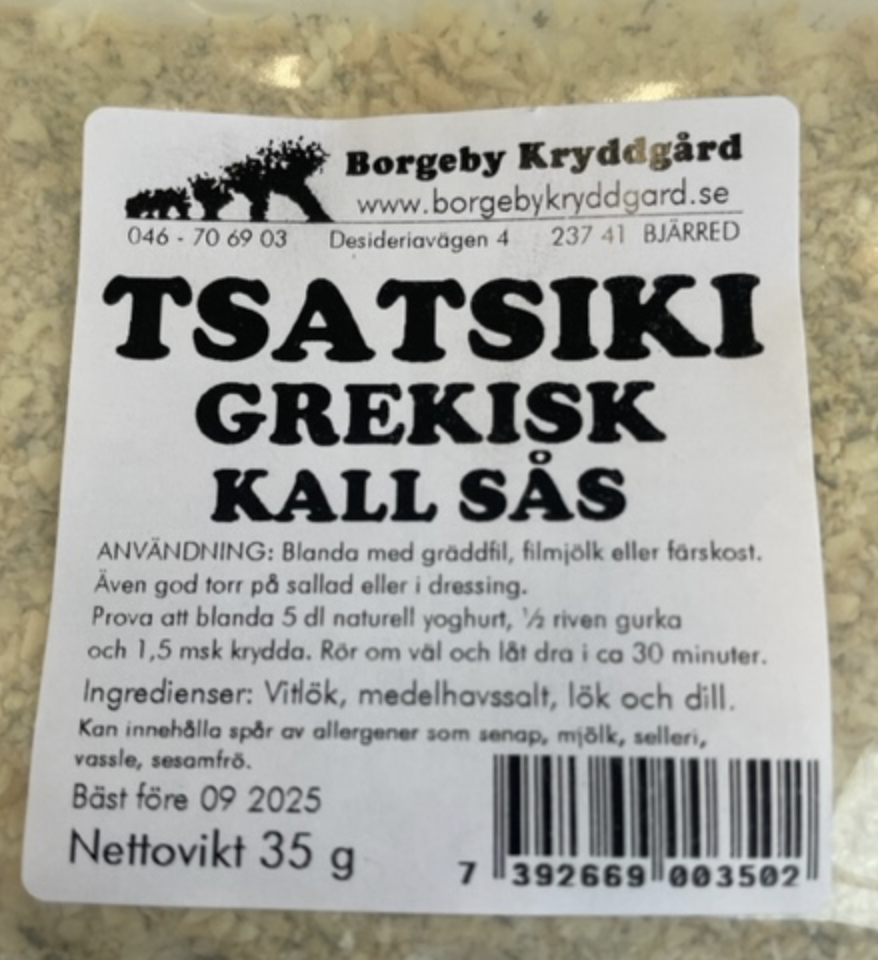 Borgeby Kryddgård
www.borgebykryddgard.se
046 - 70 69 03 Desideriavägen 4 237 41 BJÄRRED
TSATSIKI
GREKISK
KALL SÅS
ANVÄNDNING: Blanda med gräddfil, filmjölk eller färskost.
Även god torr på sallad eller i dressing.
Prova att blanda 5 dl naturell yoghurt, ½ riven gurka
och 1,5 msk krydda. Rör om väl och låt dra i ca 30 minuter.
Ingredienser: Vitlök, medelhavssalt, lök och dill.
Kan innehålla spår av allergener som senap, mjölk, selleri,
vassle, sesamfrö.
Bäst före 09 2025
Nettovikt 35 g
7 392669 003502